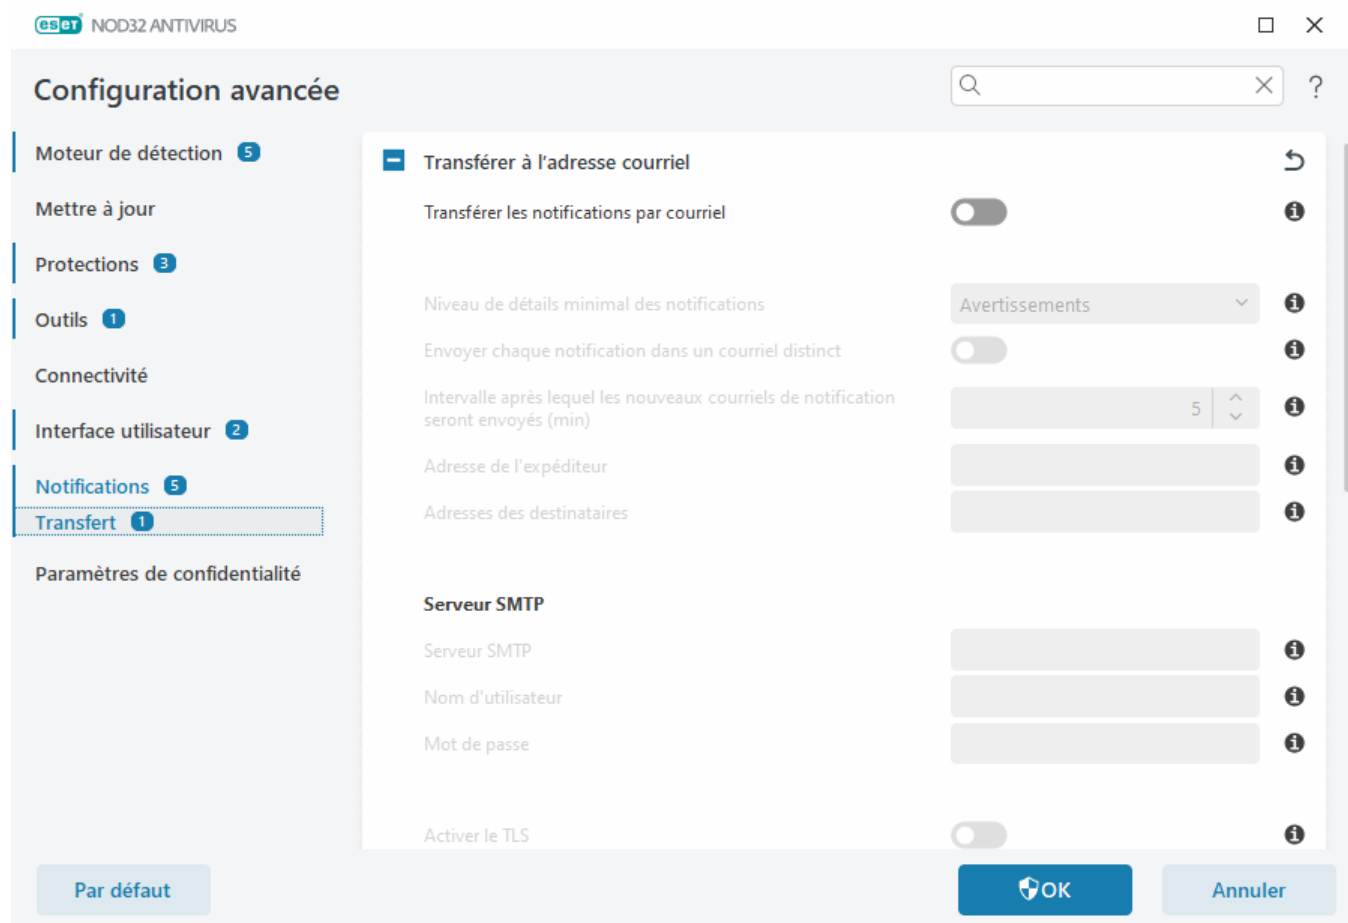 eset NOD32 ANTIVIRUS
Configuration avancée
?
Moteur de détection 5
Mettre à jour
Protections 3
Outils 1
Connectivité
Interface utilisateur 2
Notifications 5
Transfert 1
Paramètres de confidentialité
Transférer à l'adresse courriel
Transférer les notifications par courriel
Niveau de détails minimal des notifications
Avertissements
Envoyer chaque notification dans un courriel distinct
Intervalle après lequel les nouveaux courriels de notification
seront envoyés (min)
5
Adresse de l'expéditeur
Adresses des destinataires
Serveur SMTP
Serveur SMTP
Nom d'utilisateur
Mot de passe
Activer le TLS
Par défaut
OK
Annuler